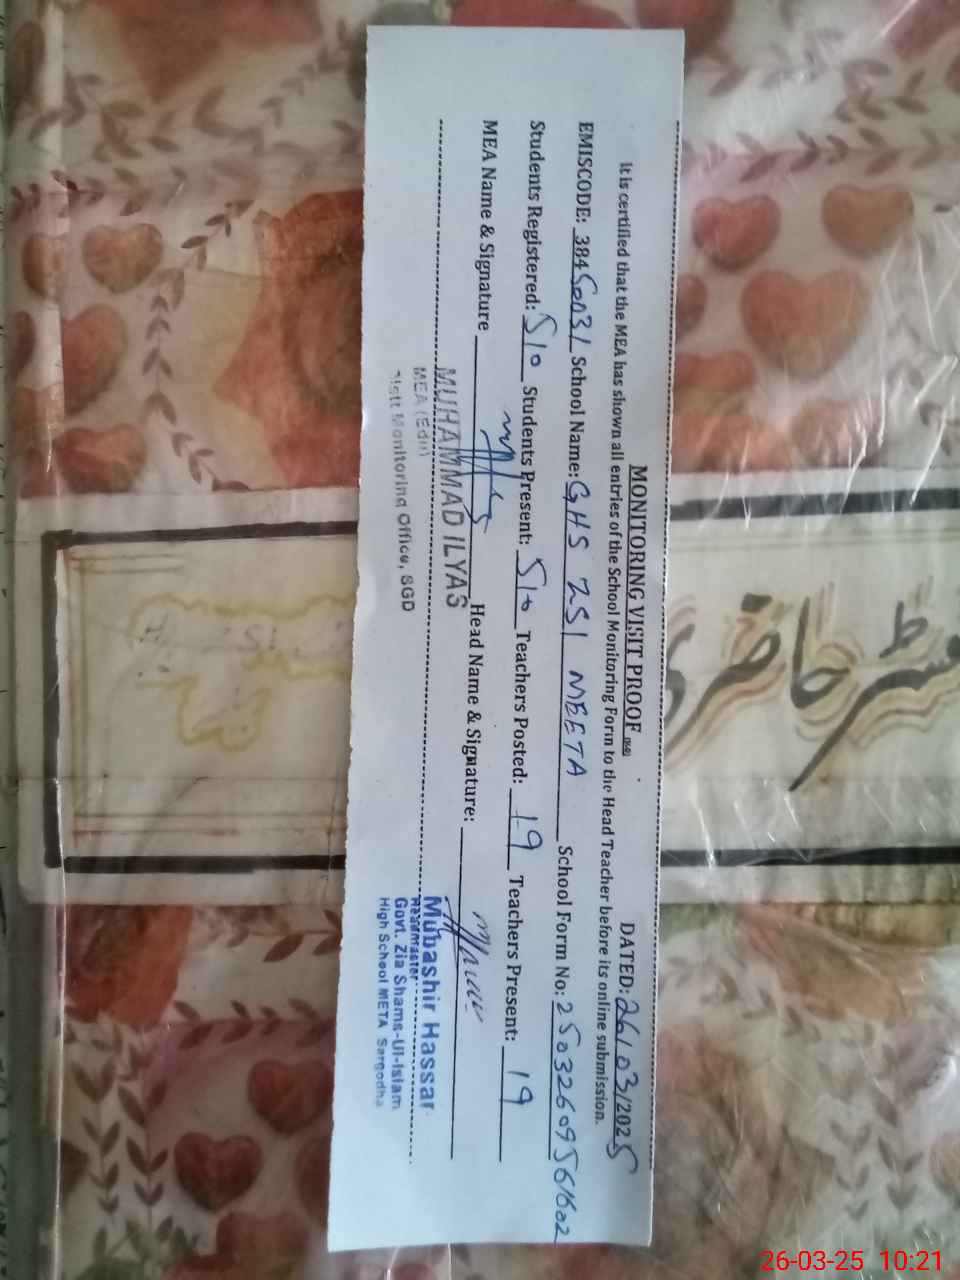 MONITORING VISIT PROOF
DATED: 26/03/2025
It is certified that the MEA has shown all entries of the School Monitoring Form to the Head Teacher before its online submission.
EMISCODE: 38450031 School Name: GHS ZSI MEETA School Form No: 25032609561602
Students Registered: 510 Students Present: 510 Teachers Posted: 19 Teachers Present: 19
MEA Name & Signature Head Name & Signature:
MUHAMMAD ILYAS
MEA (Edu)
Distt Monitoring Office, SGD
Mubashir Hassan
Headmaster
Govt. Zia Shams-Ul-Islam
High School META Sargodha
حاضری
26-03-25 10:21